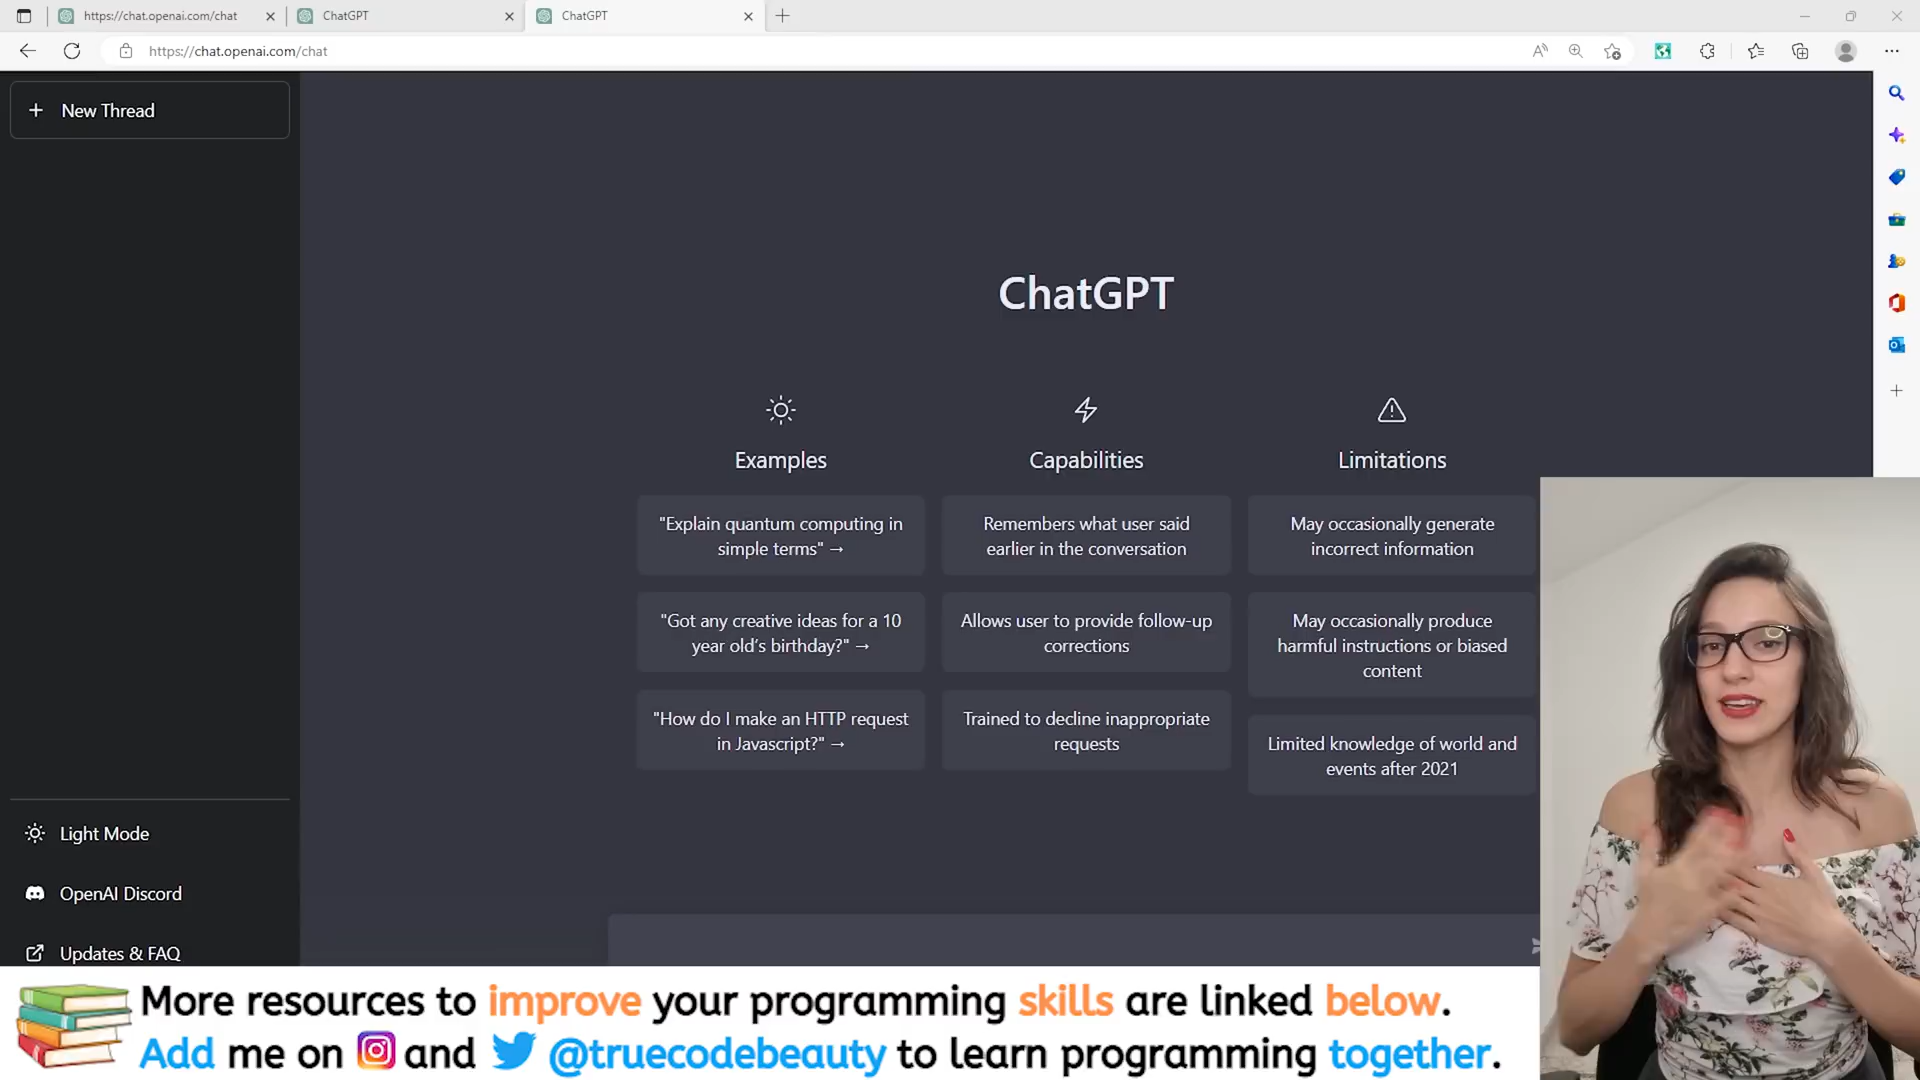 https://chat.openai.com/chat
ChatGPT
ChatGPT
https://chat.openai.com/chat
New Thread
ChatGPT
Examples
Capabilities
Limitations
"Explain quantum computing in
simple terms" →
Remembers what user said
earlier in the conversation
May occasionally generate
incorrect information
"Got any creative ideas for a 10
year old’s birthday?" →
Allows user to provide follow-up
corrections
May occasionally produce
harmful instructions or biased
content
"How do I make an HTTP request
in Javascript?" →
Trained to decline inappropriate
requests
Limited knowledge of world and
events after 2021
Light Mode
OpenAI Discord
Updates & FAQ
More resources to improve your programming skills are linked below.
Add me on and @truecodebeauty to learn programming together.